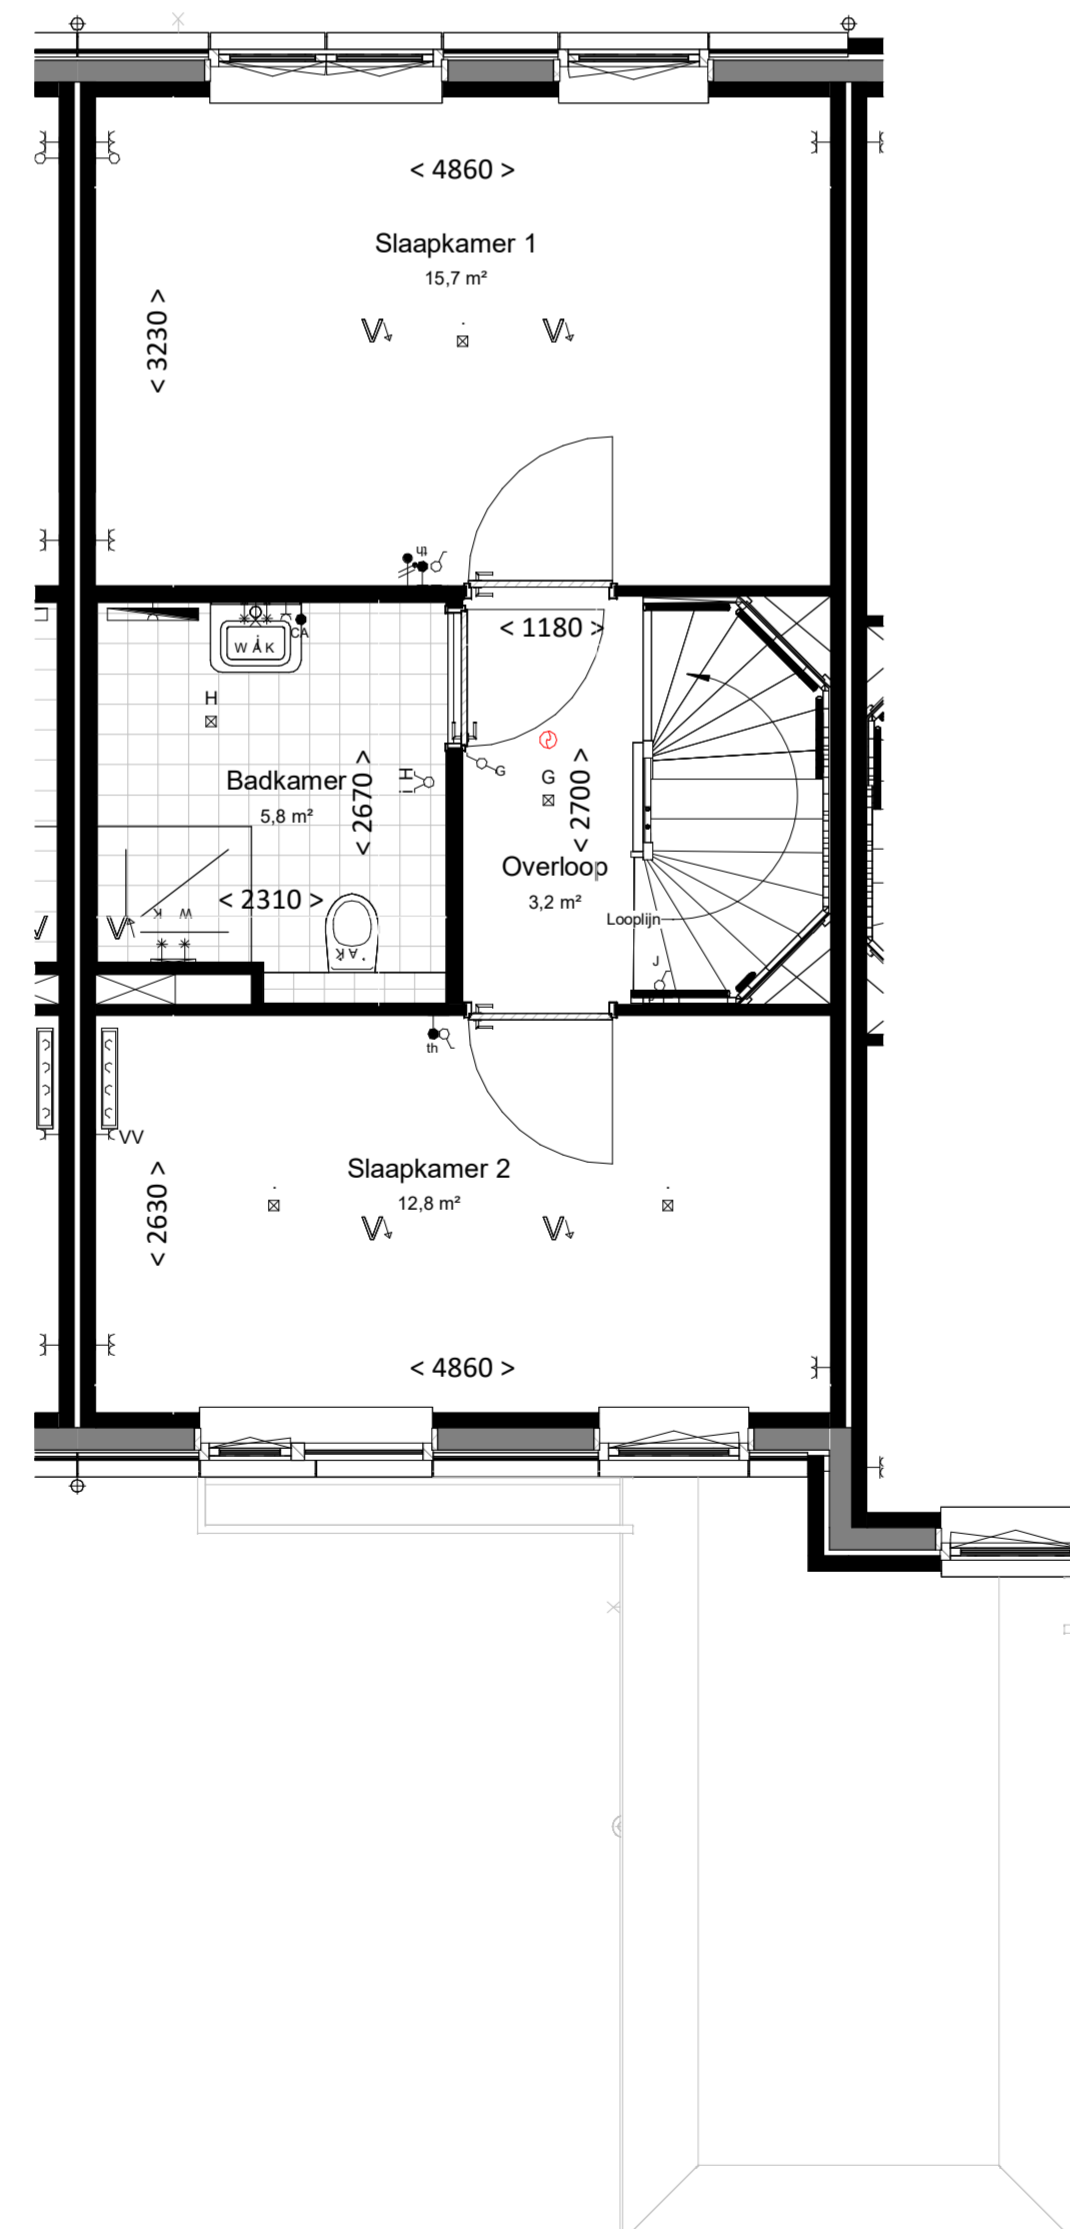 < 4860 >
Slaapkamer 1
15,7 m²
< 3230 >
V
V
th
< 1180 >
CA
W A K
H
G
Badkamer
5,8 m²
< 2670 >
H
G
< 2700 >
Overloop
3,2 m²
< 2310 >
Looplijn
K W
V
V
A K
J
th
VV
Slaapkamer 2
12,8 m²
< 2630 >
V
V
< 4860 >